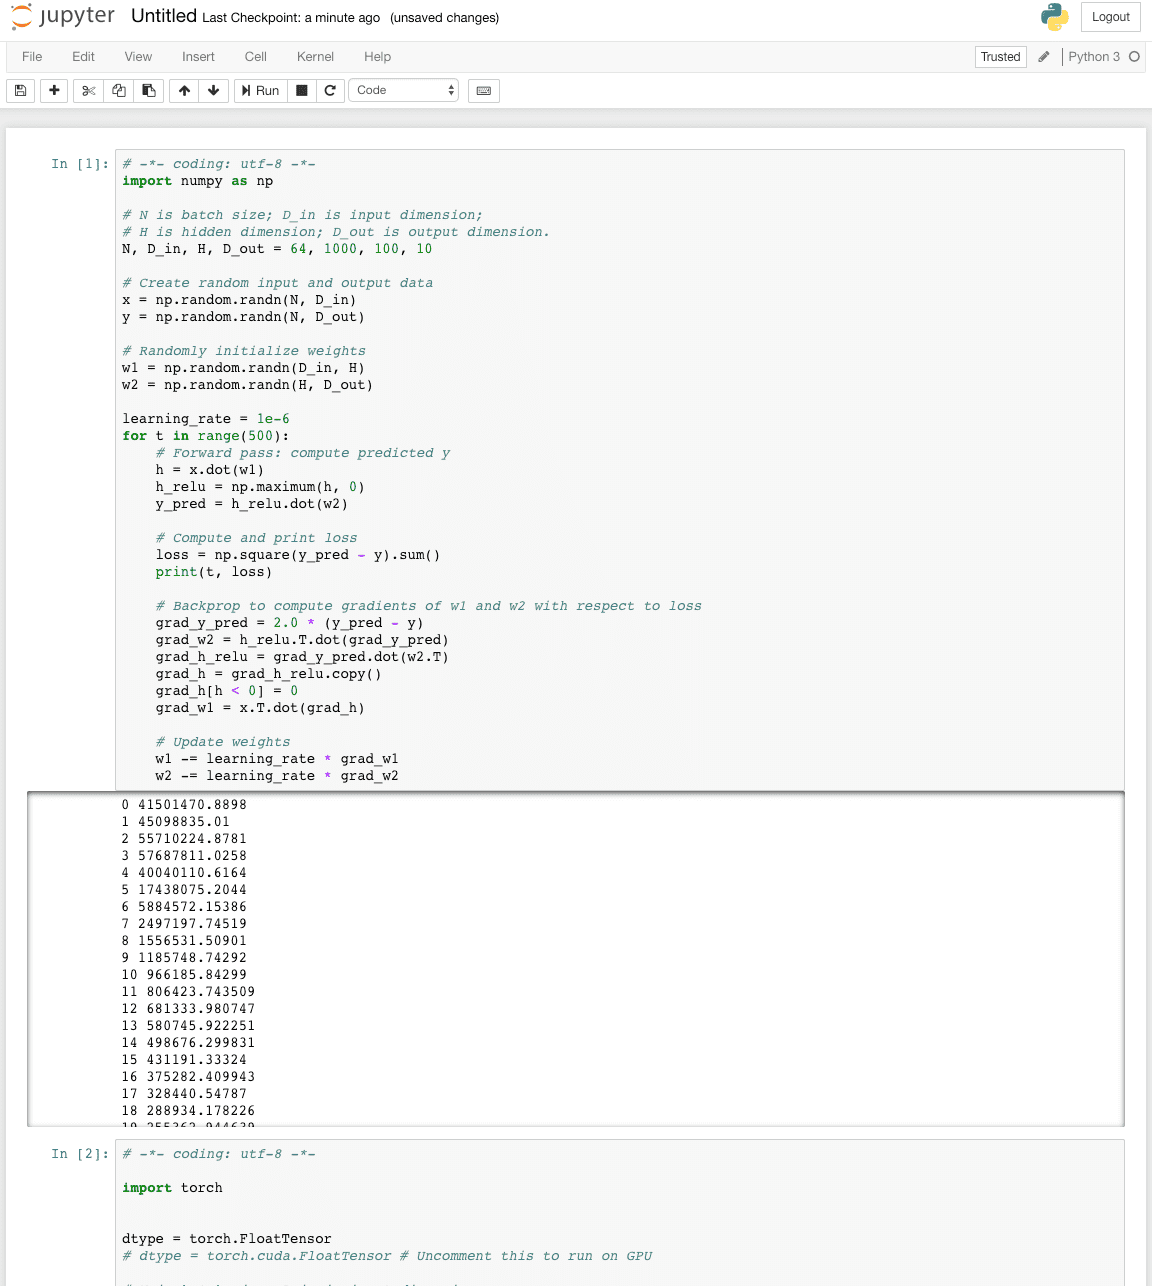 jupyter Untitled Last Checkpoint: a minute ago (unsaved changes) Logout
File Edit View Insert Cell Kernel Help Trusted Python 3
Run Code
In [1]: # -*- coding: utf-8 -*-
import numpy as np
# N is batch size; D_in is input dimension;
# H is hidden dimension; D_out is output dimension.
N, D_in, H, D_out = 64, 1000, 100, 10
# Create random input and output data
x = np.random.randn(N, D_in)
y = np.random.randn(N, D_out)
# Randomly initialize weights
w1 = np.random.randn(D_in, H)
w2 = np.random.randn(H, D_out)
learning_rate = 1e-6
for t in range(500):
    # Forward pass: compute predicted y
    h = x.dot(w1)
    h_relu = np.maximum(h, 0)
    y_pred = h_relu.dot(w2)
    # Compute and print loss
    loss = np.square(y_pred - y).sum()
    print(t, loss)
    # Backprop to compute gradients of w1 and w2 with respect to loss
    grad_y_pred = 2.0 * (y_pred - y)
    grad_w2 = h_relu.T.dot(grad_y_pred)
    grad_h_relu = grad_y_pred.dot(w2.T)
    grad_h = grad_h_relu.copy()
    grad_h[h < 0] = 0
    grad_w1 = x.T.dot(grad_h)
    # Update weights
    w1 -= learning_rate * grad_w1
    w2 -= learning_rate * grad_w2
0 41501470.8898
1 45098835.01
2 55710224.8781
3 57687811.0258
4 40040110.6164
5 17438075.2044
6 5884572.15386
7 2497197.74519
8 1556531.50901
9 1185748.74292
10 966185.84299
11 806423.743509
12 681333.980747
13 580745.922251
14 498676.299831
15 431191.33324
16 375282.409943
17 328440.54787
18 288934.178226
19 255362.944639
In [2]: # -*- coding: utf-8 -*-
import torch
dtype = torch.FloatTensor
# dtype = torch.cuda.FloatTensor # Uncomment this to run on GPU